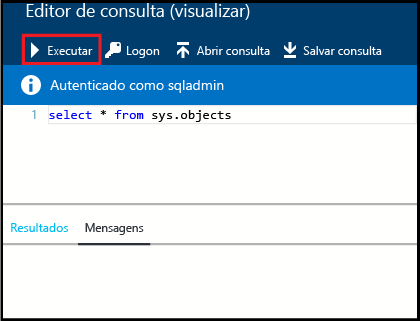 Editor de consulta (visualizar)
Executar Logon Abrir consulta Salvar consulta
Autenticado como sqladmin
1 select * from sys.objects
Resultados Mensagens